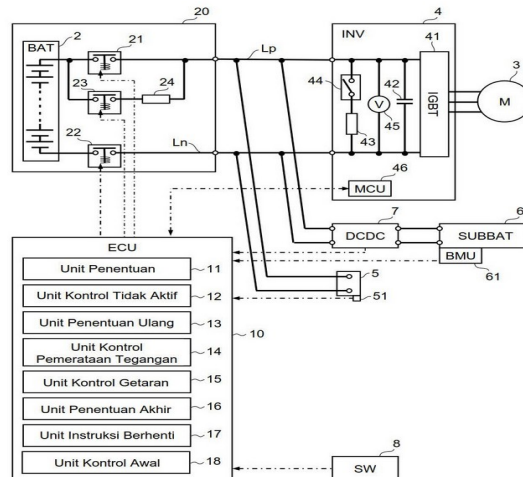 20
4
BAT
2
21
Lp
INV
41
3
23
24
44
42
IGBT
M
V
22
Ln
43
45
46
MCU
7
6
ECU
DCDC
SUBBAT
BMU
61
Unit Penentuan
11
5
Unit Kontrol Tidak Aktif
12
51
Unit Penentuan Ulang
13
10
Unit Kontrol
Pemerataan Tegangan
14
Unit Kontrol Getaran
15
Unit Penentuan Akhir
16
Unit Instruksi Berhenti
17
8
Unit Kontrol Awal
18
SW